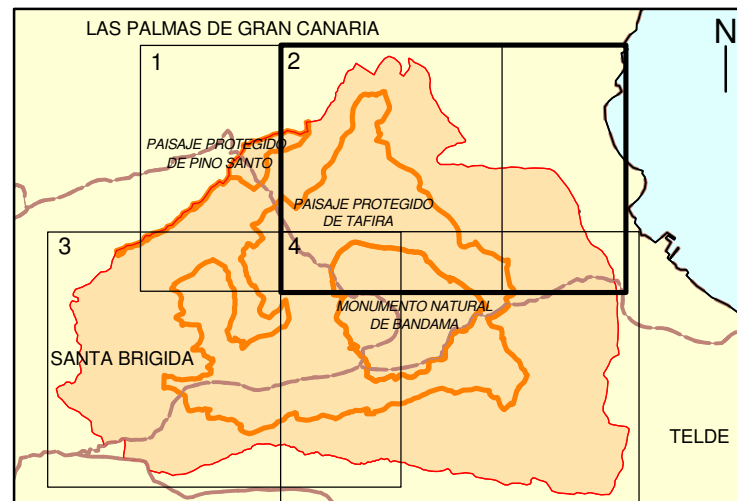 LAS PALMAS DE GRAN CANARIA
N
1
2
PAISAJE PROTEGIDO
DE PINO SANTO
PAISAJE PROTEGIDO
DE TAFIRA
3
4
MONUMENTO NATURAL
DE BANDAMA
SANTA BRIGIDA
TELDE